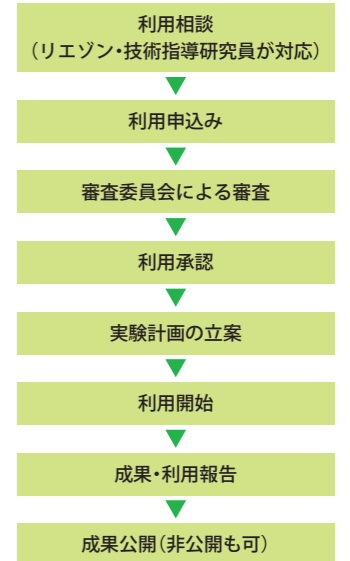 利用相談
（リエゾン・技術指導研究員が対応）
利用申込み
審査委員会による審査
利用承認
実験計画の立案
利用開始
成果・利用報告
成果公開（非公開も可）